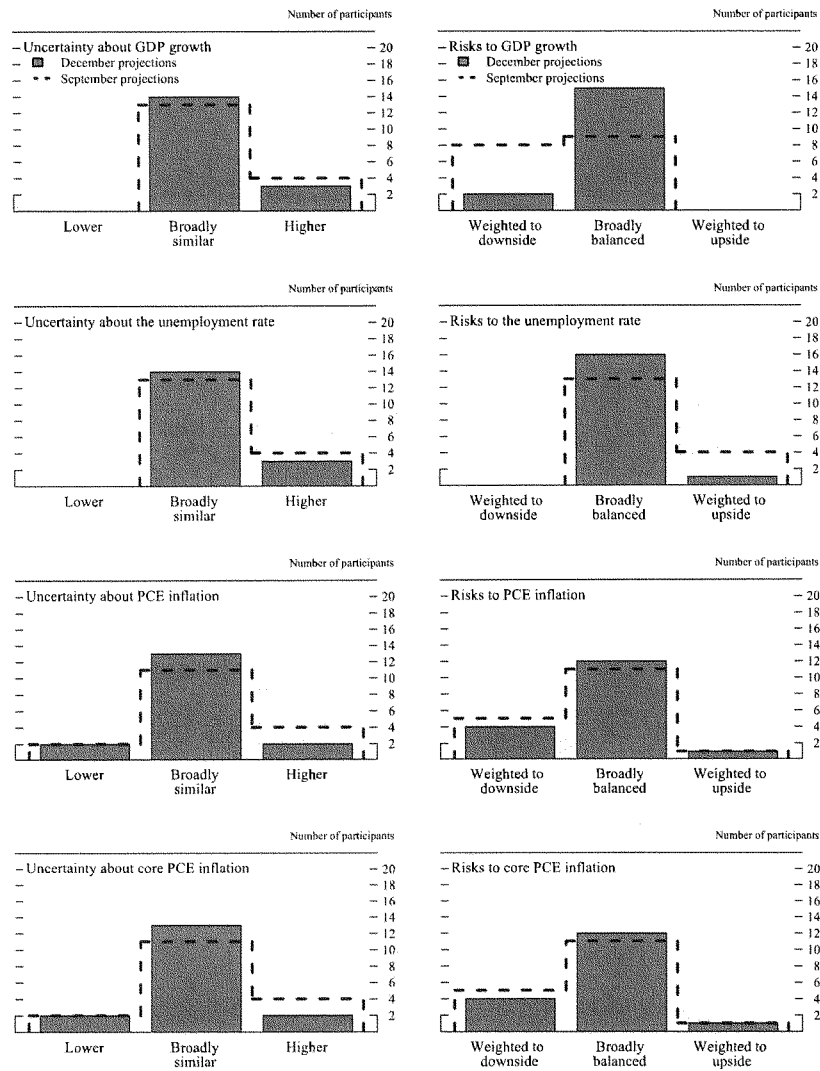 Number of participants
Uncertainty about GDP growth
December projections
September projections
20
18
16
14
12
10
8
6
4
2
Lower
Broadly
similar
Higher
Number of participants
Risks to GDP growth
December projections
September projections
20
18
16
14
12
10
8
6
4
2
Weighted to
downside
Broadly
balanced
Weighted to
upside
Number of participants
Uncertainty about the unemployment rate
20
18
16
14
12
10
8
6
4
2
Lower
Broadly
similar
Higher
Number of participants
Risks to the unemployment rate
20
18
16
14
12
10
8
6
4
2
Weighted to
downside
Broadly
balanced
Weighted to
upside
Number of participants
Uncertainty about PCE inflation
20
18
16
14
12
10
8
6
4
2
Lower
Broadly
similar
Higher
Number of participants
Risks to PCE inflation
20
18
16
14
12
10
8
6
4
2
Weighted to
downside
Broadly
balanced
Weighted to
upside
Number of participants
Uncertainty about core PCE inflation
20
18
16
14
12
10
8
6
4
2
Lower
Broadly
similar
Higher
Number of participants
Risks to core PCE inflation
20
18
16
14
12
10
8
6
4
2
Weighted to
downside
Broadly
balanced
Weighted to
upside